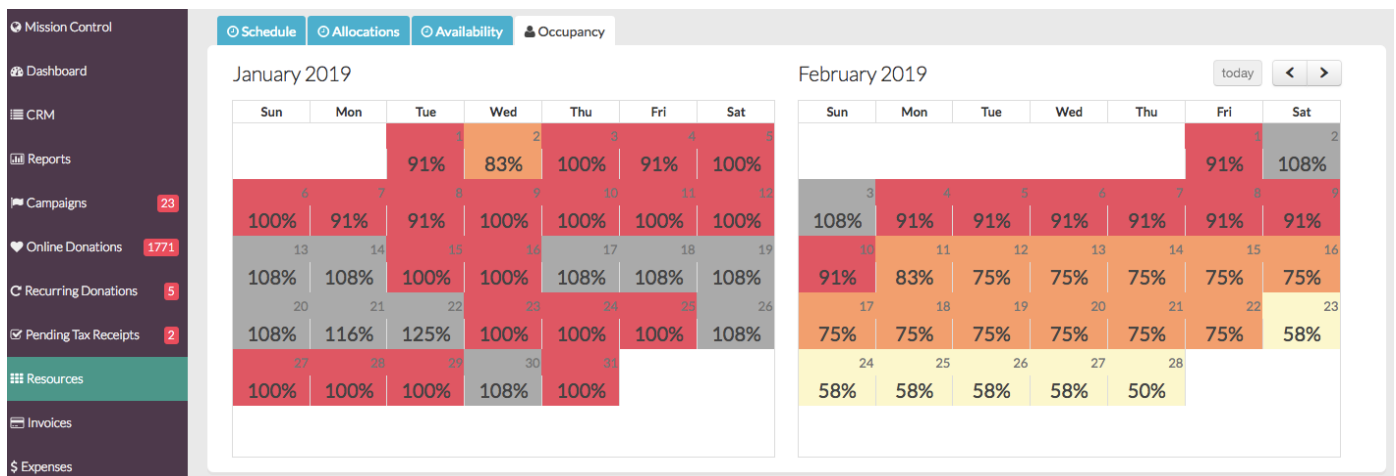 Mission Control
Dashboard
CRM
Reports
Campaigns 23
Online Donations 1771
Recurring Donations 5
Pending Tax Receipts 2
Resources
Invoices
$ Expenses
Schedule Allocations Availability Occupancy
January 2019
Sun Mon Tue Wed Thu Fri Sat
1 2 3 4 5
91% 83% 100% 91% 100%
6 7 8 9 10 11 12
100% 91% 91% 100% 100% 100% 100%
13 14 15 16 17 18 19
108% 108% 100% 100% 108% 108% 108%
20 21 22 23 24 25 26
108% 116% 125% 100% 100% 100% 108%
27 28 29 30 31
100% 100% 100% 108% 100%
February 2019 today
Sun Mon Tue Wed Thu Fri Sat
1 2
91% 108%
3 4 5 6 7 8 9
108% 91% 91% 91% 91% 91% 91%
10 11 12 13 14 15 16
91% 83% 75% 75% 75% 75% 75%
17 18 19 20 21 22 23
75% 75% 75% 75% 75% 75% 58%
24 25 26 27 28
58% 58% 58% 58% 50%